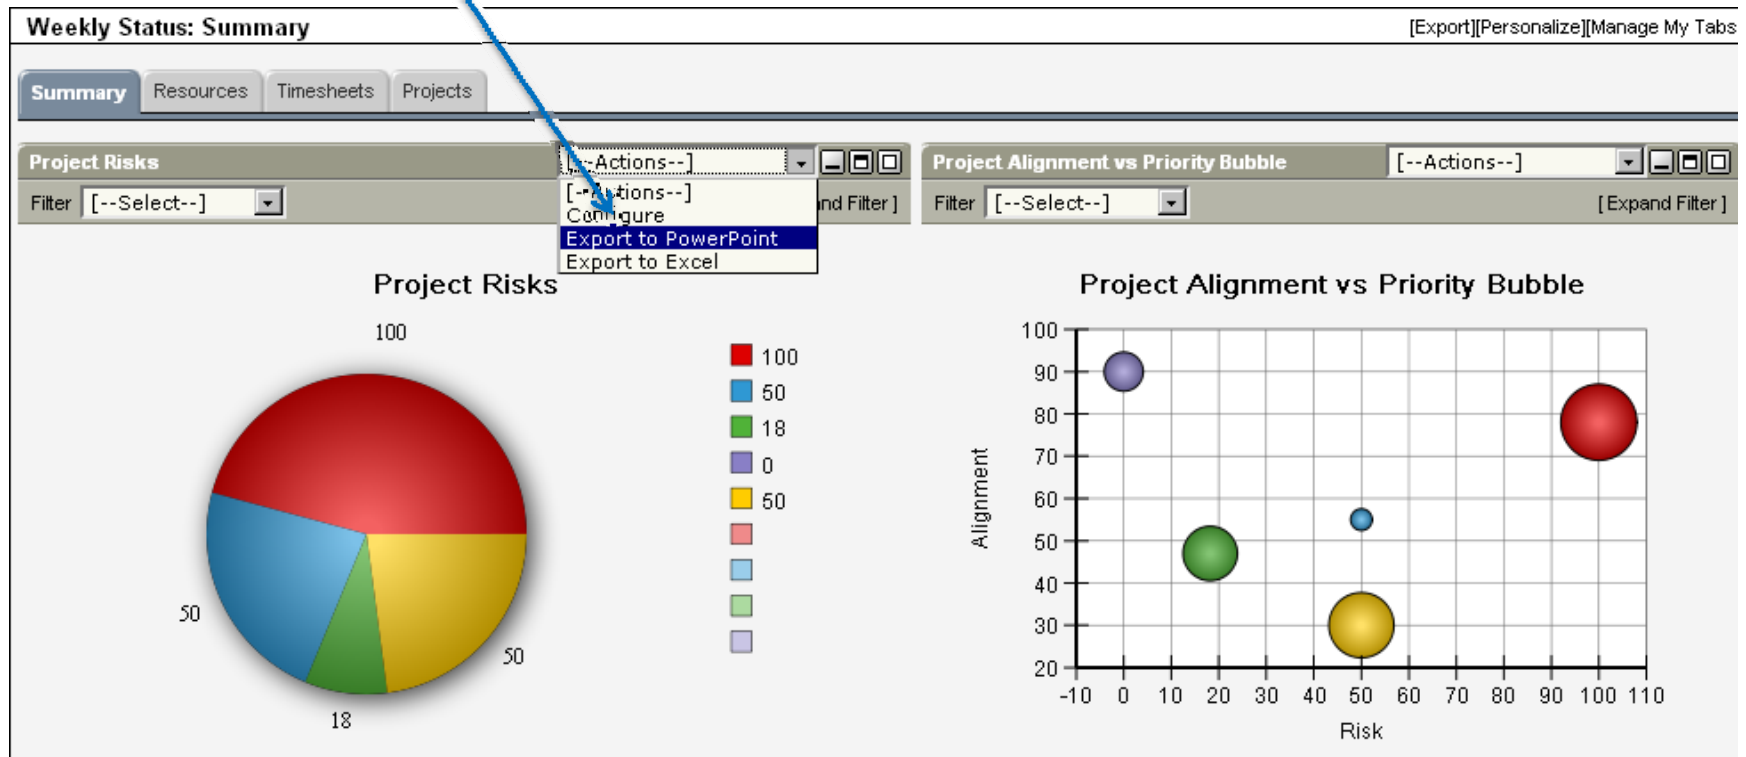 Weekly Status: Summary
[Export][Personalize][Manage My Tabs
Summary Resources Timesheets Projects
Project Risks [--Actions--]
Filter [--Select--] nd Filter ]
[--Actions--]
Configure
Export to PowerPoint
Export to Excel
Project Alignment vs Priority Bubble [--Actions--]
Filter [--Select--] [ Expand Filter ]
Project Risks
100
50
18
50
100
50
18
0
50
Project Alignment vs Priority Bubble
Alignment
100
90
80
70
60
50
40
30
20
-10 0 10 20 30 40 50 60 70 80 90 100 110
Risk